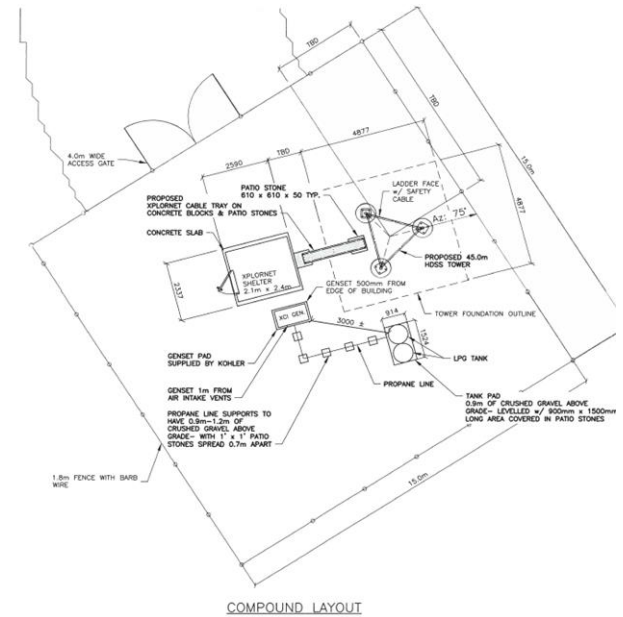 TBD
TBD
4.0m WIDE
ACCESS GATE
2590
TBD
4877
15.0m
PATIO STONE
610 x 610 x 50 TYP.
LADDER FACE
w/ SAFETY
CABLE
4877
PROPOSED
XPLORNET CABLE TRAY ON
CONCRETE BLOCKS & PATIO STONES
Az: 75°
CONCRETE SLAB
PROPOSED 45.0m
HDSS TOWER
XPLORNET
SHELTER
2.1m x 2.4m
2337
GENSET 500mm FROM
EDGE OF BUILDING
TOWER FOUNDATION OUTLINE
XCI GEN.
3000 ±
914
1524
GENSET PAD
SUPPLIED BY KOHLER
LPG TANK
PROPANE LINE
GENSET 1m FROM
AIR INTAKE VENTS
TANK PAD
0.9m OF CRUSHED GRAVEL ABOVE
GRADE- LEVELLED w/ 900mm x 1500mm
LONG AREA COVERED IN PATIO STONES
PROPANE LINE SUPPORTS TO
HAVE 0.9m-1.2m OF
CRUSHED GRAVEL ABOVE
GRADE- WITH 1" x 1" PATIO
STONES SPREAD 0.7m APART
1.8m FENCE WITH BARB
WIRE
15.0m
COMPOUND LAYOUT